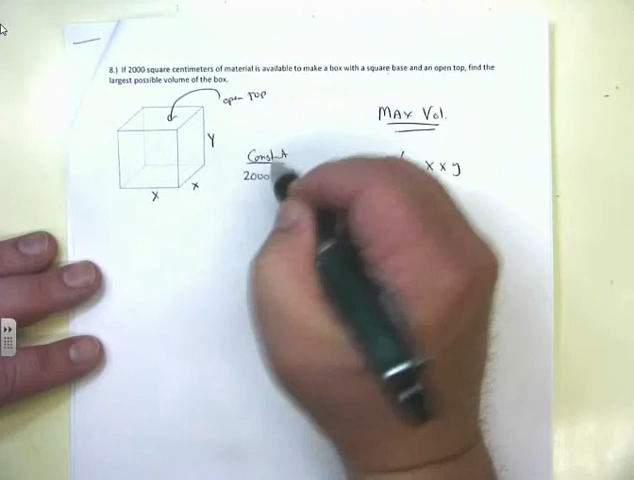 8.) If 2000 square centimeters of material is available to make a box with a square base and an open top, find the
largest possible volume of the box.
open TOP
MAX Vol.
Y
Const
x x y
2000
x
x